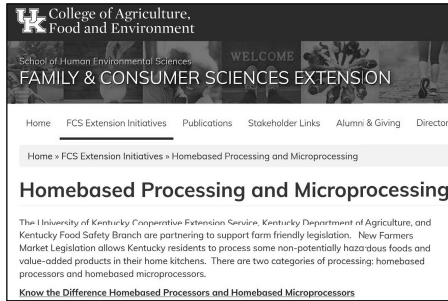 UK College of Agriculture,
Food and Environment
School of Human Environmental Sciences
WELCOME
FAMILY & CONSUMER SCIENCES EXTENSION
Home FCS Extension Initiatives Publications Stakeholder Links Alumni & Giving Director
Home » FCS Extension Initiatives » Homebased Processing and Microprocessing
Homebased Processing and Microprocessing
The University of Kentucky Cooperative Extension Service, Kentucky Department of Agriculture, and
Kentucky Food Safety Branch are partnering to support farm friendly legislation. New Farmers
Market Legislation allows Kentucky residents to process some non-potentially hazardous foods and
value-added products in their home kitchens. There are two categories of processing: homebased
processors and homebased microprocessors.
Know the Difference Homebased Processors and Homebased Microprocessors